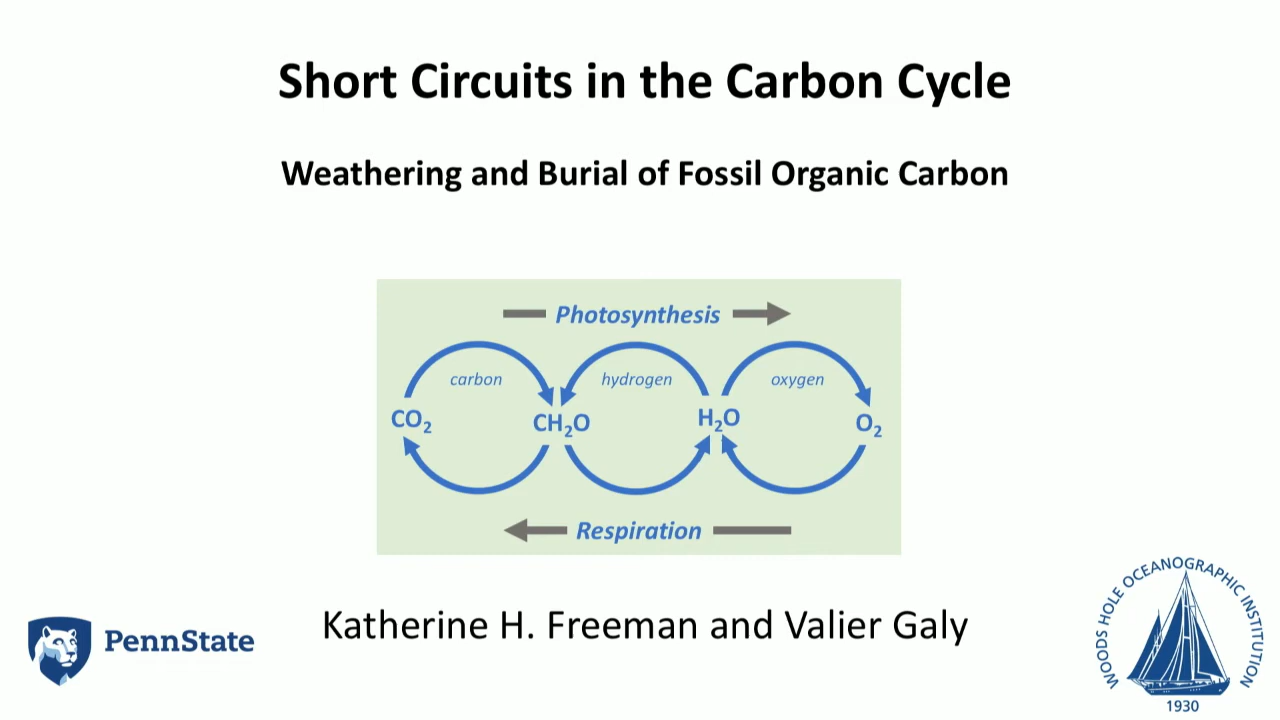 Short Circuits in the Carbon Cycle
Weathering and Burial of Fossil Organic Carbon
Photosynthesis
carbon
hydrogen
oxygen
CO₂
CH₂O
H₂O
O₂
Respiration
Katherine H. Freeman and Valier Galy
PennState
WOODS HOLE OCEANOGRAPHIC INSTITUTION
1930